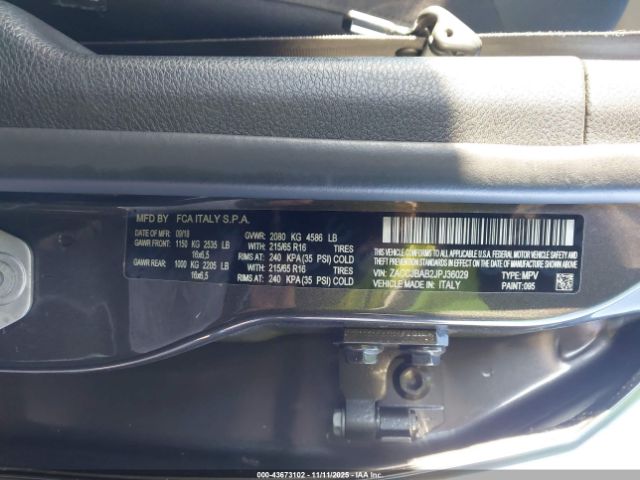 MFD BY FCA ITALY S.P.A.
DATE OF MFR: 09/18 GVWR: 2080 KG 4586 LB
GAWR FRONT: 1150 KG 2535 LB WITH: 215/65 R16 TIRES
16x6,5 RIMS AT: 240 KPA (35 PSI) COLD
GAWR REAR: 1000 KG 2205 LB WITH: 215/65 R16 TIRES
16x6,5 RIMS AT: 240 KPA (35 PSI) COLD
THIS VEHICLE CONFORMS TO ALL APPLICABLE U.S.A. FEDERAL MOTOR VEHICLE
SAFETY, BUMPER, AND THEFT PREVENTION STANDARDS IN
EFFECT ON THE DATE OF MANUFACTURE SHOWN ABOVE.
VIN: ZACCJBAB2JPJ36029 TYPE: MPV
VEHICLE MADE IN: ITALY PAINT: 095
000-43673102 - 11/11/2025 - IAA Inc.